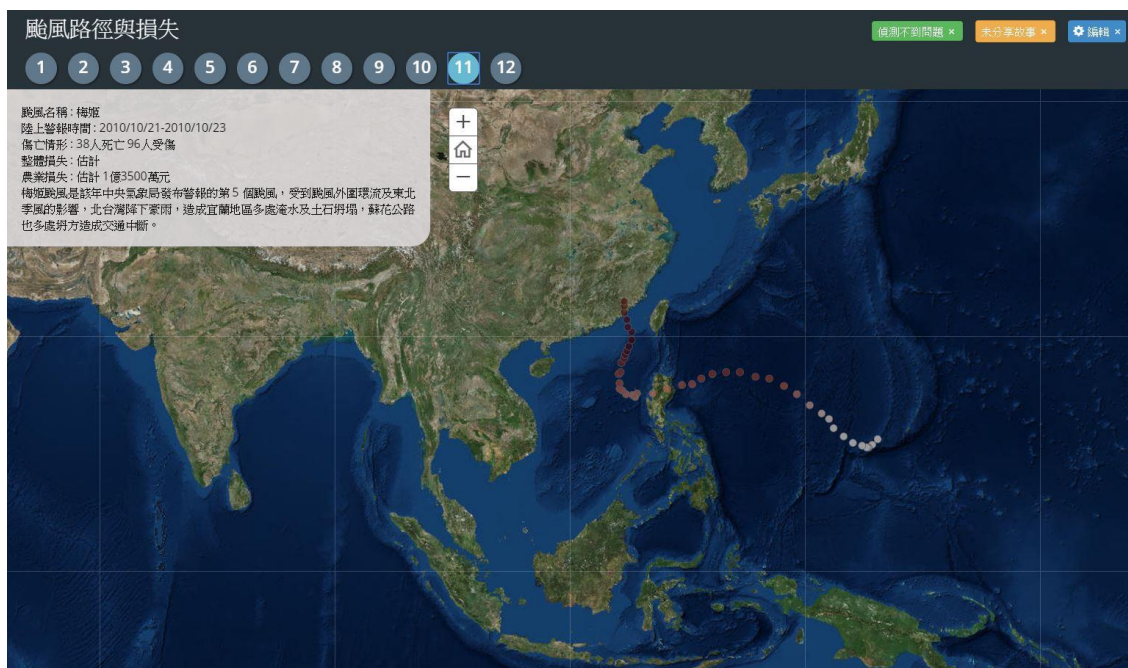 颱風路徑與損失
偵測不到問題 ×
未分享故事 ×
編輯 ×
1 2 3 4 5 6 7 8 9 10 11 12
颱風名稱 : 梅姬
陸上警報時間 : 2010/10/21-2010/10/23
傷亡情形 : 38人死亡 96人受傷
整體損失 : 估計
農業損失 : 估計 1億3500萬元
梅姬颱風是該年中央氣象局發布警報的第 5 個颱風，受到颱風外圍環流及東北
季風的影響，北台灣降下豪雨，造成宜蘭地區多處淹水及土石坍塌，蘇花公路
也多處坍方造成交通中斷。
+
−